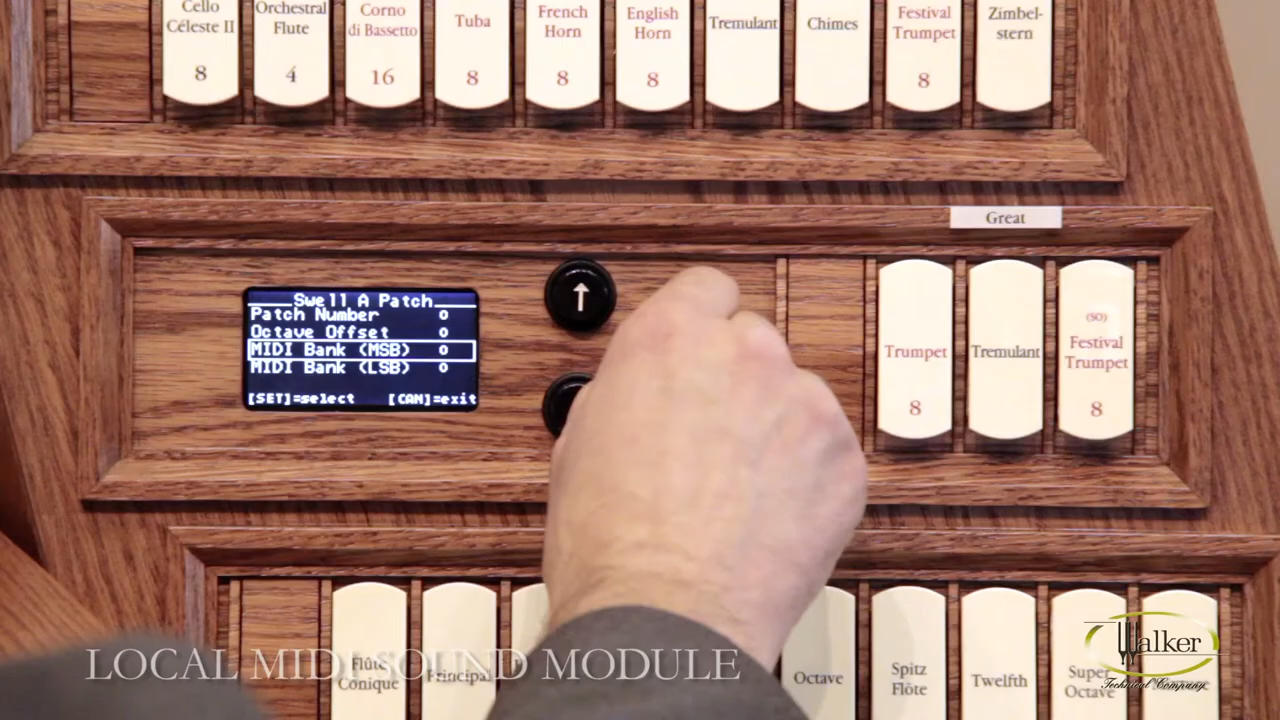 Cello
Céleste II
8
Orchestral
Flute
4
Corno
di Bassetto
16
Tuba
8
French
Horn
8
English
Horn
8
Tremulant
Chimes
Festival
Trumpet
8
Zimbel-
stern
Great
Swell A Patch
Patch Number 0
Octave Offset 0
MIDI Bank (MSB) 0
MIDI Bank (LSB) 0
[SET]=select [CAN]=exit
↑
Trumpet
8
Tremulant
(SO)
Festival
Trumpet
8
Flûte
Conique
Principal
Octave
Spitz
Flöte
Twelfth
Super
Octave
LOCAL MIDI SOUND MODULE
Walker
Technical Company